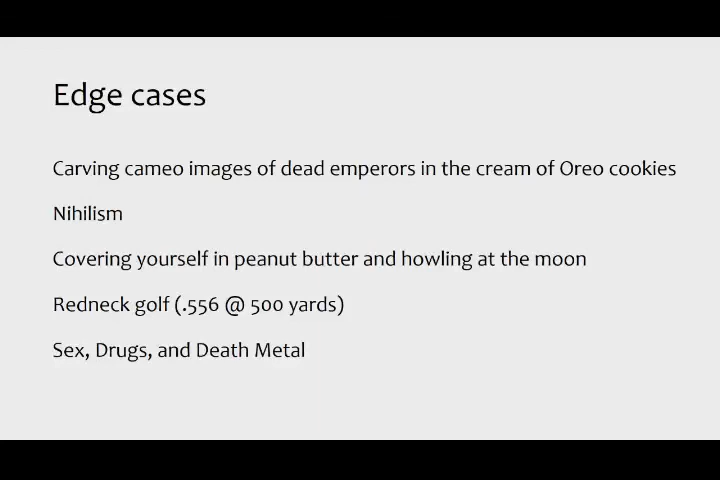 Edge cases
Carving cameo images of dead emperors in the cream of Oreo cookies
Nihilism
Covering yourself in peanut butter and howling at the moon
Redneck golf (.556 @ 500 yards)
Sex, Drugs, and Death Metal